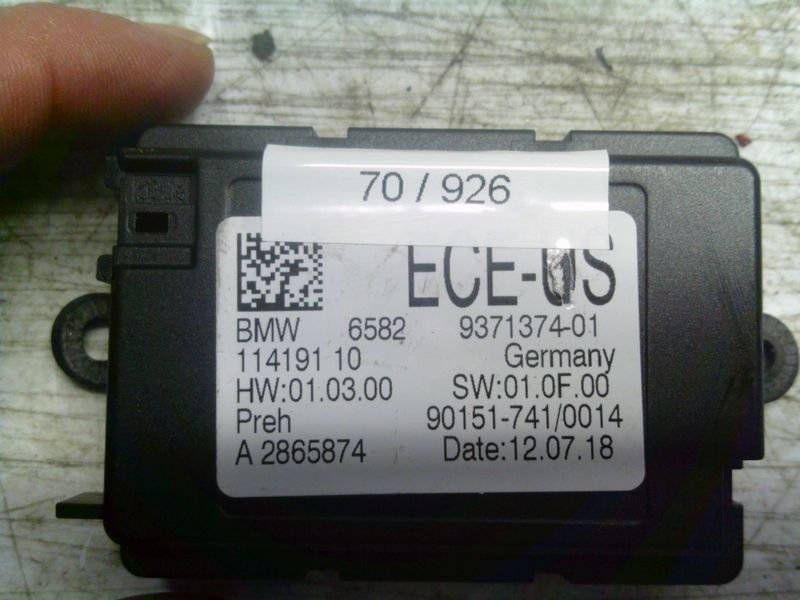 70 / 926
ECE-US
BMW 6582 9371374-01
114191 10 Germany
HW:01.03.00 SW:01.0F.00
Preh 90151-741/0014
A 2865874 Date:12.07.18